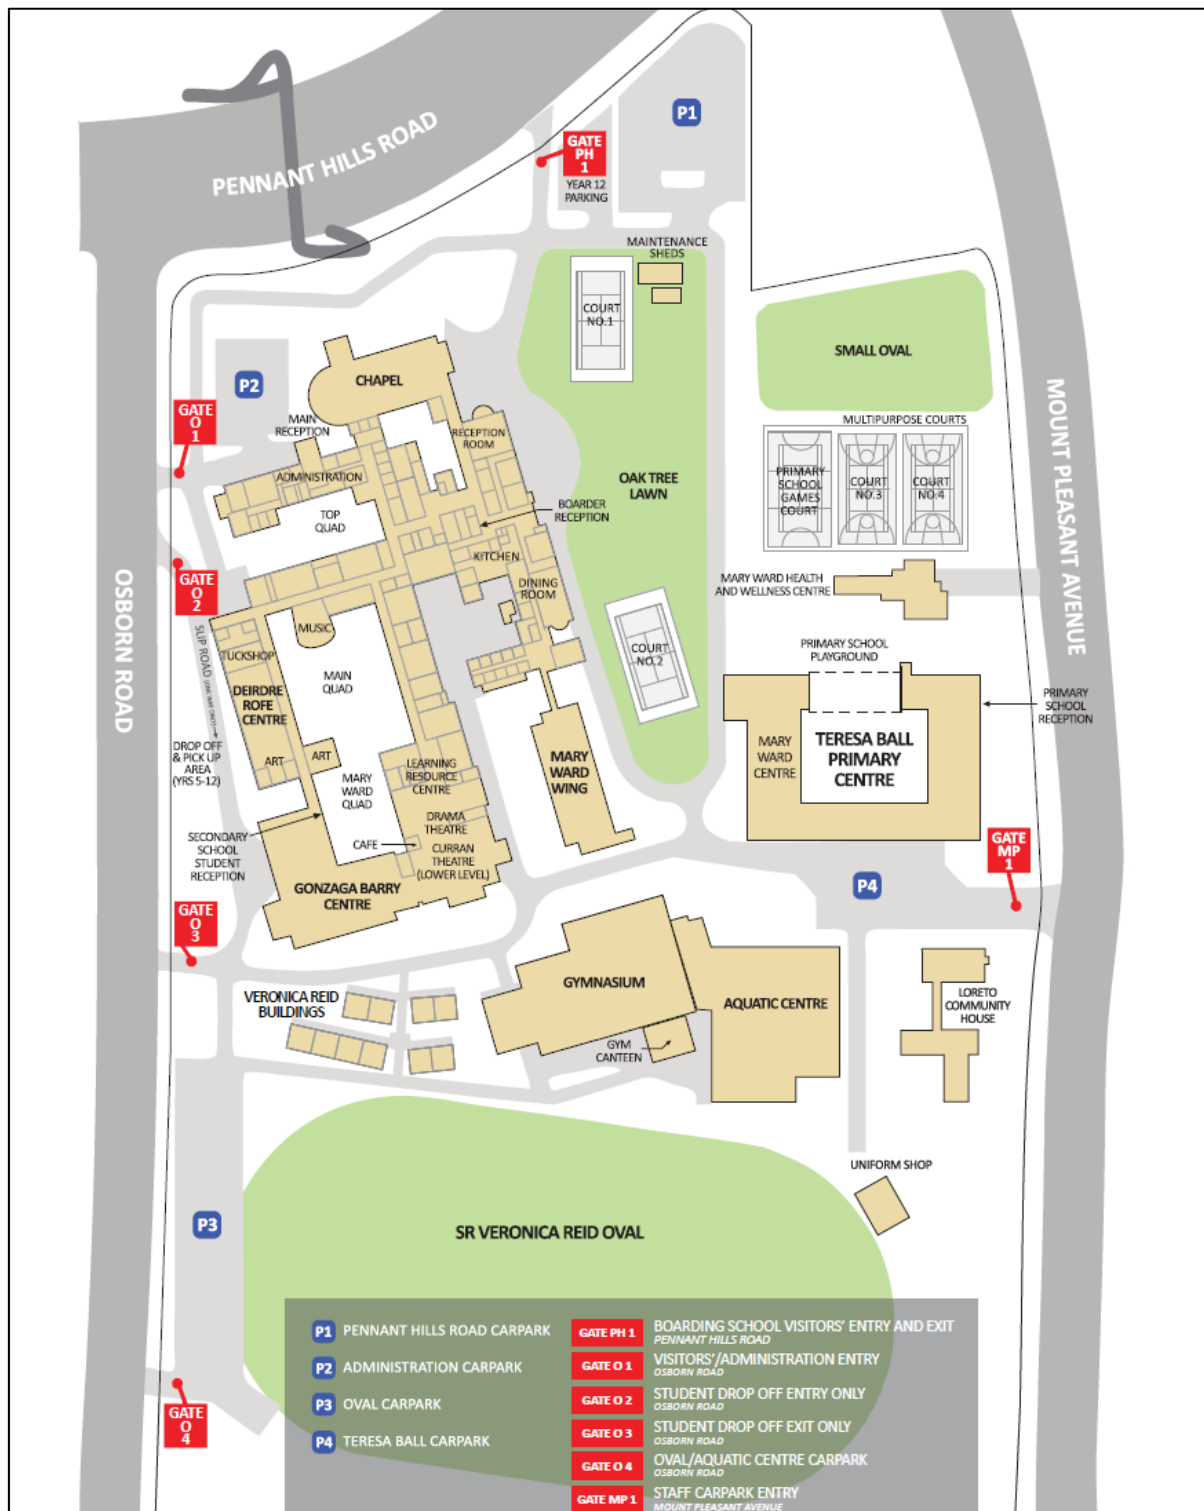 PENNANT HILLS ROAD
P1
GATE
PH
1
YEAR 12
PARKING
MAINTENANCE
SHEDS
COURT
NO.1
SMALL OVAL
CHAPEL
P2
GATE
O
1
MAIN
RECEPTION
RECEPTION
ROOM
MULTIPURPOSE COURTS
ADMINISTRATION
OAK TREE
LAWN
PRIMARY
SCHOOL
GAMES
COURT
COURT
NO.3
COURT
NO.4
MOUNT PLEASANT AVENUE
TOP
QUAD
BOARDER
RECEPTION
KITCHEN
OSBORN ROAD
GATE
O
2
DINING
ROOM
MARY WARD HEALTH
AND WELLNESS CENTRE
SLIP ROAD (ONE WAY ONLY)
MUSIC
TUCKSHOP
COURT
NO.2
PRIMARY SCHOOL
PLAYGROUND
MAIN
QUAD
DEIRDRE
ROFE
CENTRE
PRIMARY
SCHOOL
RECEPTION
DROP OFF
& PICK UP
AREA
(YRS 5-12)
ART
ART
MARY
WARD
QUAD
LEARNING
RESOURCE
CENTRE
MARY
WARD
WING
MARY
WARD
CENTRE
TERESA BALL
PRIMARY
CENTRE
SECONDARY
SCHOOL
STUDENT
RECEPTION
DRAMA
THEATRE
CAFE
CURRAN
THEATRE
(LOWER LEVEL)
GATE
MP
1
GONZAGA BARRY
CENTRE
P4
GATE
O
3
GYMNASIUM
VERONICA REID
BUILDINGS
AQUATIC CENTRE
LORETO
COMMUNITY
HOUSE
GYM
CANTEEN
UNIFORM SHOP
P3
SR VERONICA REID OVAL
GATE
O
4
P1 PENNANT HILLS ROAD CARPARK
P2 ADMINISTRATION CARPARK
P3 OVAL CARPARK
P4 TERESA BALL CARPARK
GATE PH 1 BOARDING SCHOOL VISITORS' ENTRY AND EXIT
PENNANT HILLS ROAD
GATE O 1 VISITORS'/ADMINISTRATION ENTRY
OSBORN ROAD
GATE O 2 STUDENT DROP OFF ENTRY ONLY
OSBORN ROAD
GATE O 3 STUDENT DROP OFF EXIT ONLY
OSBORN ROAD
GATE O 4 OVAL/AQUATIC CENTRE CARPARK
OSBORN ROAD
GATE MP 1 STAFF CARPARK ENTRY
MOUNT PLEASANT AVENUE